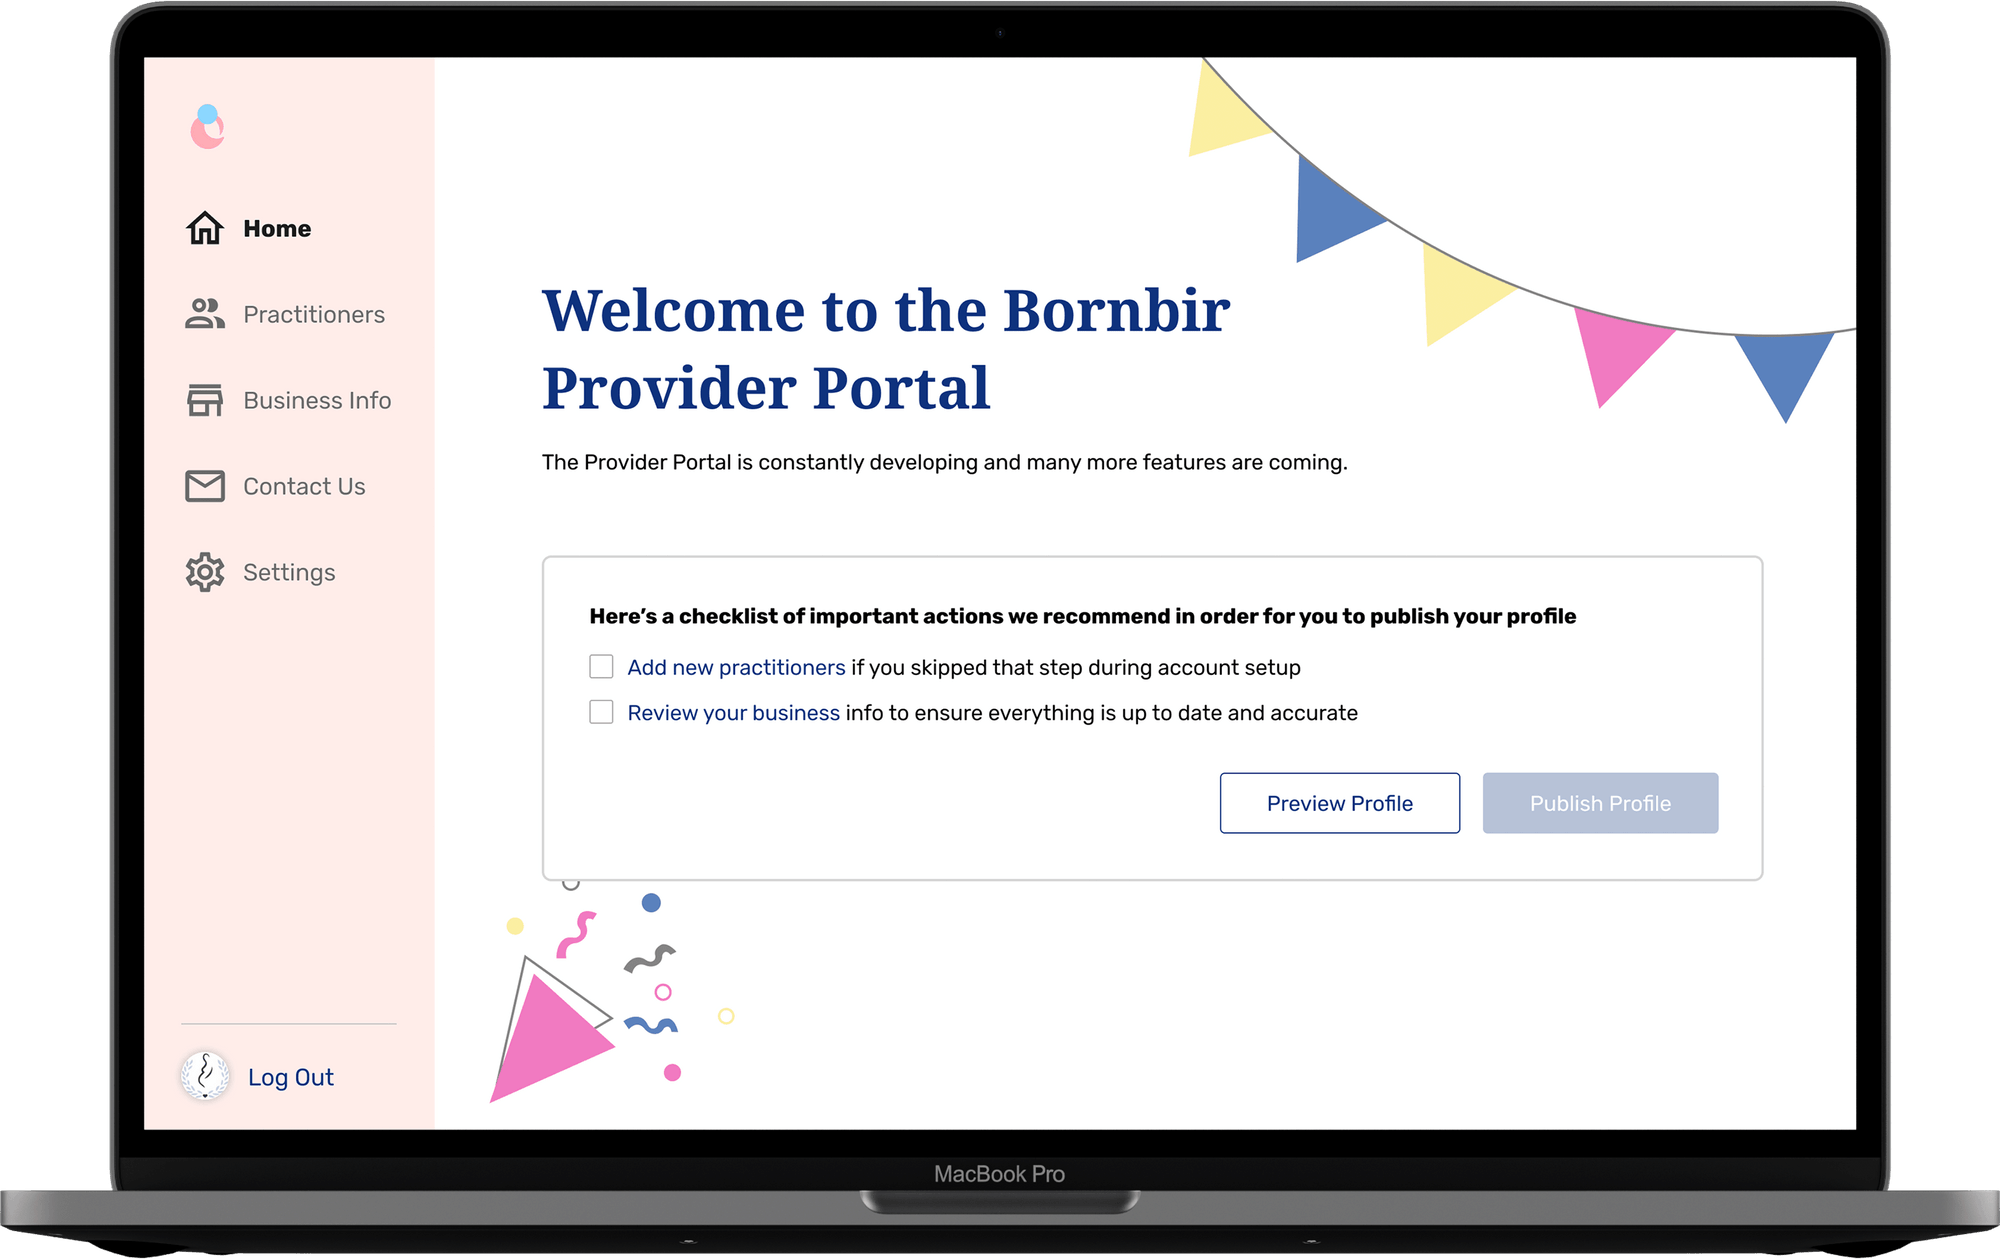 Home
Practitioners
Business Info
Contact Us
Settings
Log Out
Welcome to the Bornbir
Provider Portal
The Provider Portal is constantly developing and many more features are coming.
Here’s a checklist of important actions we recommend in order for you to publish your profile
Add new practitioners if you skipped that step during account setup
Review your business info to ensure everything is up to date and accurate
Preview Profile
Publish Profile
MacBook Pro